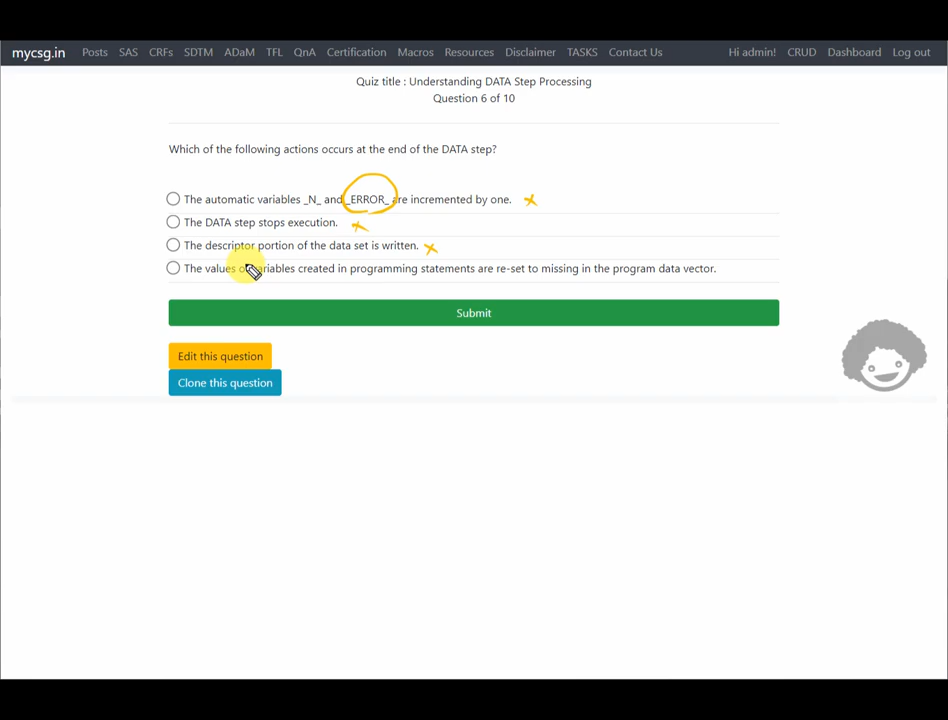 mycsg.in Posts SAS CRFs SDTM ADaM TFL QnA Certification Macros Resources Disclaimer TASKS Contact Us Hi admin! CRUD Dashboard Log out
Quiz title : Understanding DATA Step Processing
Question 6 of 10
Which of the following actions occurs at the end of the DATA step?
The automatic variables _N_ and _ERROR_ are incremented by one.
The DATA step stops execution.
The descriptor portion of the data set is written.
The values of variables created in programming statements are re-set to missing in the program data vector.
Submit
Edit this question
Clone this question